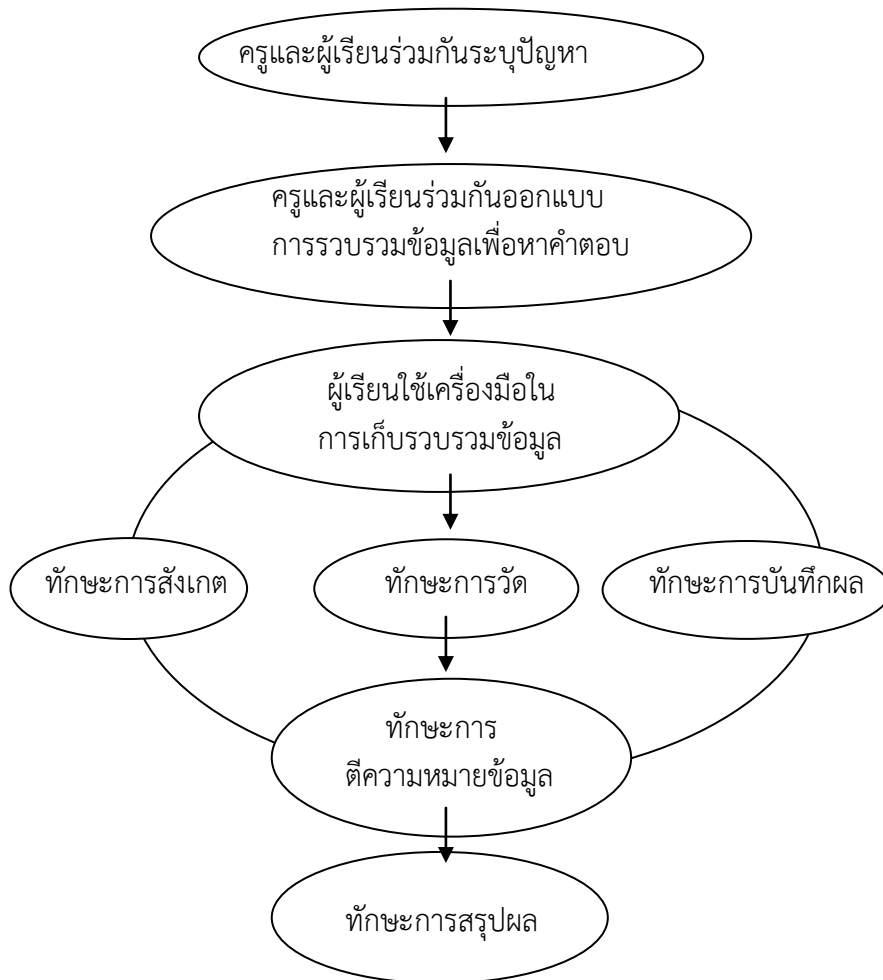 ครูและผู้เรียนร่วมกันระบุปัญหา
ครูและผู้เรียนร่วมกันออกแบบ
การรวบรวมข้อมูลเพื่อหาคำตอบ
ผู้เรียนใช้เครื่องมือใน
การเก็บรวบรวมข้อมูล
ทักษะการสังเกต
ทักษะการวัด
ทักษะการบันทึกผล
ทักษะการ
ตีความหมายข้อมูล
ทักษะการสรุปผล